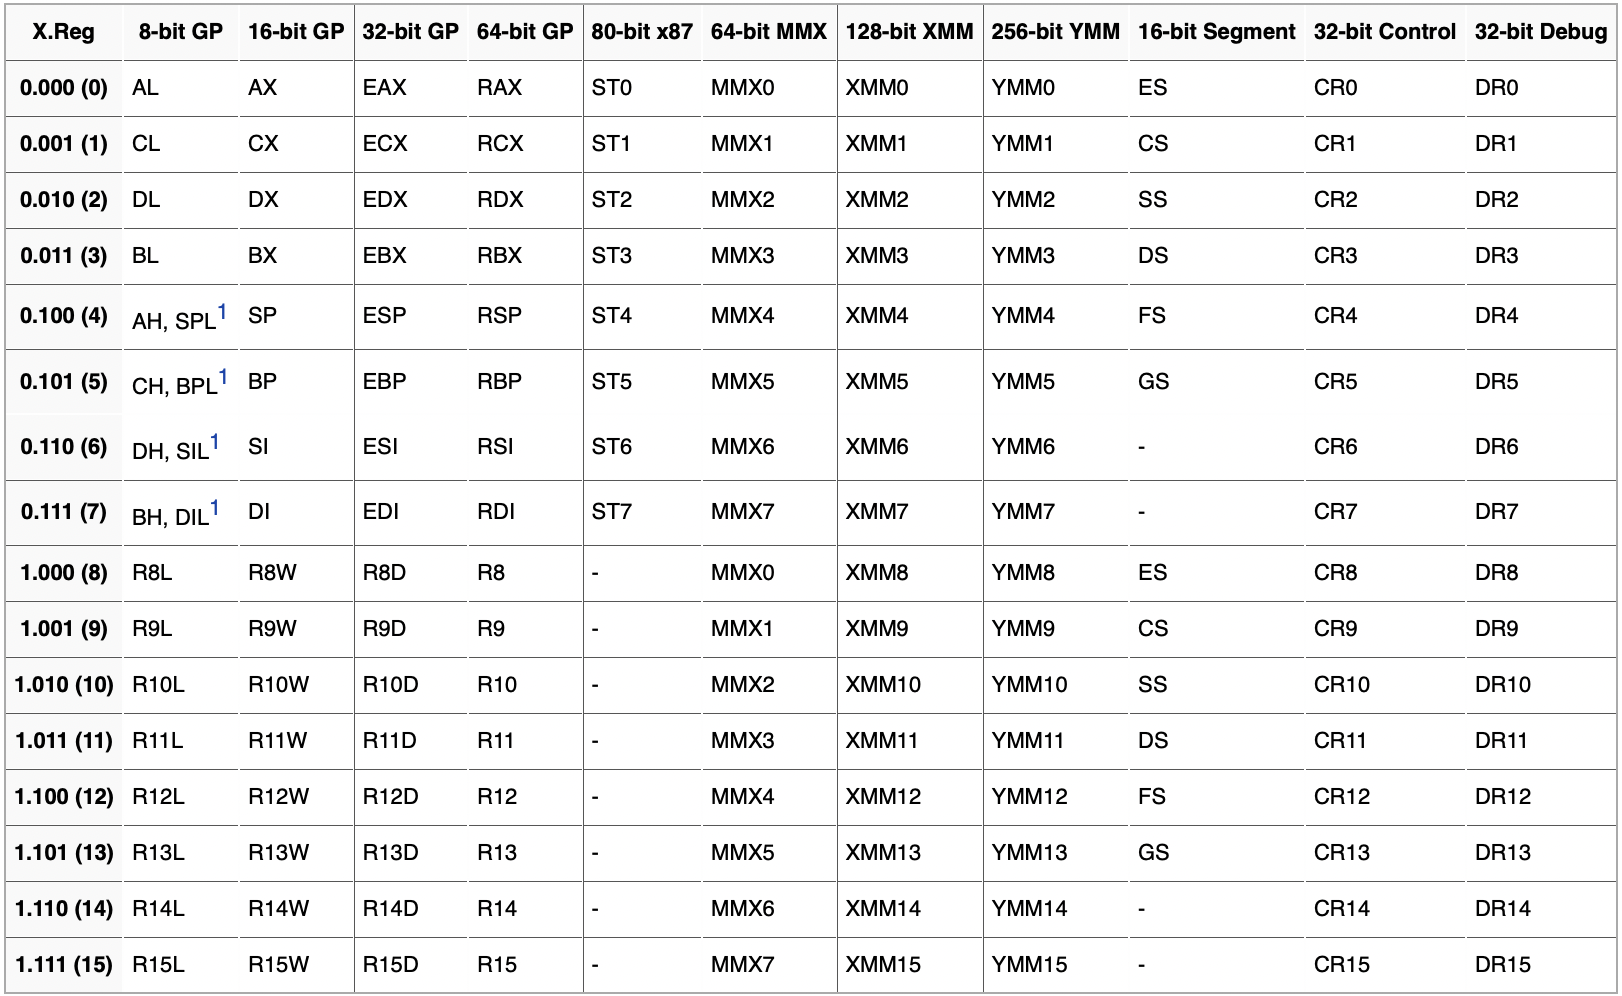 X.Reg 8-bit GP 16-bit GP 32-bit GP 64-bit GP 80-bit x87 64-bit MMX 128-bit XMM 256-bit YMM 16-bit Segment 32-bit Control 32-bit Debug
0.000 (0) AL AX EAX RAX ST0 MMX0 XMM0 YMM0 ES CR0 DR0
0.001 (1) CL CX ECX RCX ST1 MMX1 XMM1 YMM1 CS CR1 DR1
0.010 (2) DL DX EDX RDX ST2 MMX2 XMM2 YMM2 SS CR2 DR2
0.011 (3) BL BX EBX RBX ST3 MMX3 XMM3 YMM3 DS CR3 DR3
0.100 (4) AH, SPL1 SP ESP RSP ST4 MMX4 XMM4 YMM4 FS CR4 DR4
0.101 (5) CH, BPL1 BP EBP RBP ST5 MMX5 XMM5 YMM5 GS CR5 DR5
0.110 (6) DH, SIL1 SI ESI RSI ST6 MMX6 XMM6 YMM6 - CR6 DR6
0.111 (7) BH, DIL1 DI EDI RDI ST7 MMX7 XMM7 YMM7 - CR7 DR7
1.000 (8) R8L R8W R8D R8 - MMX0 XMM8 YMM8 ES CR8 DR8
1.001 (9) R9L R9W R9D R9 - MMX1 XMM9 YMM9 CS CR9 DR9
1.010 (10) R10L R10W R10D R10 - MMX2 XMM10 YMM10 SS CR10 DR10
1.011 (11) R11L R11W R11D R11 - MMX3 XMM11 YMM11 DS CR11 DR11
1.100 (12) R12L R12W R12D R12 - MMX4 XMM12 YMM12 FS CR12 DR12
1.101 (13) R13L R13W R13D R13 - MMX5 XMM13 YMM13 GS CR13 DR13
1.110 (14) R14L R14W R14D R14 - MMX6 XMM14 YMM14 - CR14 DR14
1.111 (15) R15L R15W R15D R15 - MMX7 XMM15 YMM15 - CR15 DR15